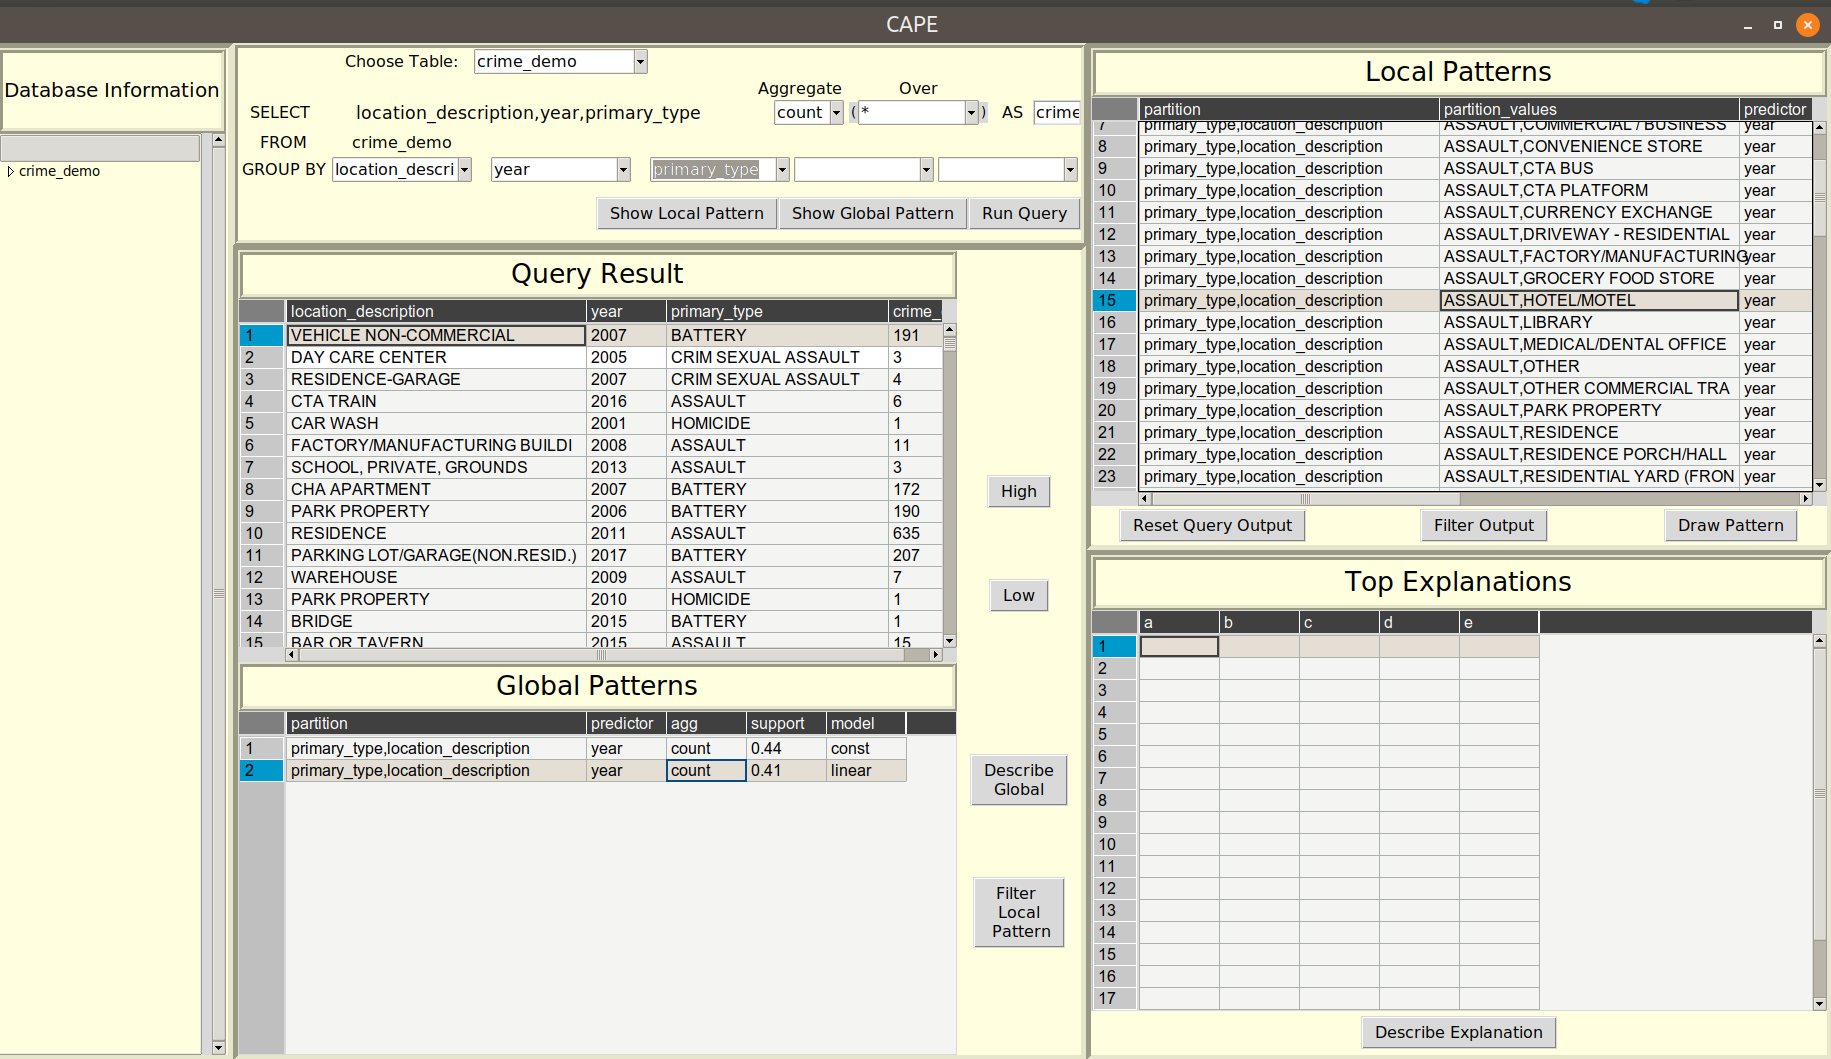 CAPE
Database Information
crime_demo
Choose Table: crime_demo
Aggregate Over
SELECT location_description,year,primary_type count ( * ) AS crime
FROM crime_demo
GROUP BY location_descri year primary_type
Show Local Pattern Show Global Pattern Run Query
Query Result
location_description year primary_type crime_
1 VEHICLE NON-COMMERCIAL 2007 BATTERY 191
2 DAY CARE CENTER 2005 CRIM SEXUAL ASSAULT 3
3 RESIDENCE-GARAGE 2007 CRIM SEXUAL ASSAULT 4
4 CTA TRAIN 2016 ASSAULT 6
5 CAR WASH 2001 HOMICIDE 1
6 FACTORY/MANUFACTURING BUILDI 2008 ASSAULT 11
7 SCHOOL, PRIVATE, GROUNDS 2013 ASSAULT 3
8 CHA APARTMENT 2007 BATTERY 172
9 PARK PROPERTY 2006 BATTERY 190
10 RESIDENCE 2011 ASSAULT 635
11 PARKING LOT/GARAGE(NON.RESID.) 2017 BATTERY 207
12 WAREHOUSE 2009 ASSAULT 7
13 PARK PROPERTY 2010 HOMICIDE 1
14 BRIDGE 2015 BATTERY 1
15 BAR OR TAVERN 2015 ASSAULT 15
High
Low
Global Patterns
partition predictor agg support model
1 primary_type,location_description year count 0.44 const
2 primary_type,location_description year count 0.41 linear
Describe
Global
Filter
Local
Pattern
Local Patterns
partition partition_values predictor
7 primary_type,location_description ASSAULT,COMMERCIAL / BUSINESS year
8 primary_type,location_description ASSAULT,CONVENIENCE STORE year
9 primary_type,location_description ASSAULT,CTA BUS year
10 primary_type,location_description ASSAULT,CTA PLATFORM year
11 primary_type,location_description ASSAULT,CURRENCY EXCHANGE year
12 primary_type,location_description ASSAULT,DRIVEWAY - RESIDENTIAL year
13 primary_type,location_description ASSAULT,FACTORY/MANUFACTURING year
14 primary_type,location_description ASSAULT,GROCERY FOOD STORE year
15 primary_type,location_description ASSAULT,HOTEL/MOTEL year
16 primary_type,location_description ASSAULT,LIBRARY year
17 primary_type,location_description ASSAULT,MEDICAL/DENTAL OFFICE year
18 primary_type,location_description ASSAULT,OTHER year
19 primary_type,location_description ASSAULT,OTHER COMMERCIAL TRA year
20 primary_type,location_description ASSAULT,PARK PROPERTY year
21 primary_type,location_description ASSAULT,RESIDENCE year
22 primary_type,location_description ASSAULT,RESIDENCE PORCH/HALL year
23 primary_type,location_description ASSAULT,RESIDENTIAL YARD (FRON year
Reset Query Output Filter Output Draw Pattern
Top Explanations
a b c d e
1
2
3
4
5
6
7
8
9
10
11
12
13
14
15
16
17
Describe Explanation